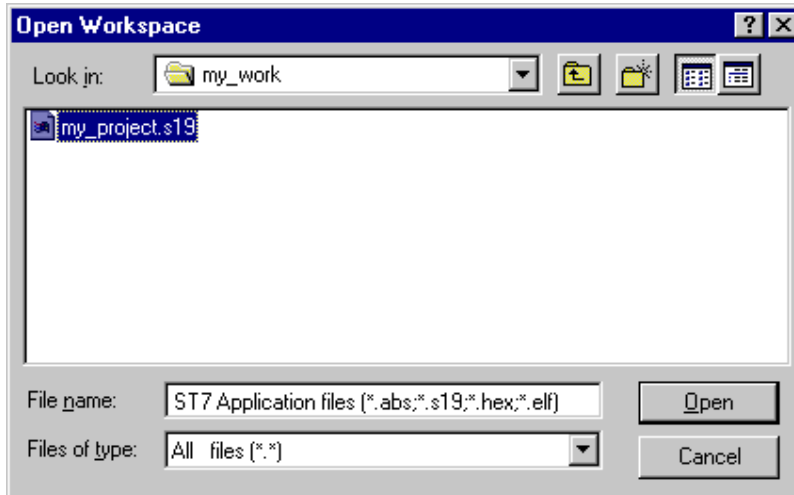 Open Workspace
Look in: my_work
my_project.s19
File name: ST7 Application files (*.abs;*.s19;*.hex;*.elf) Open
Files of type: All files (*.*) Cancel